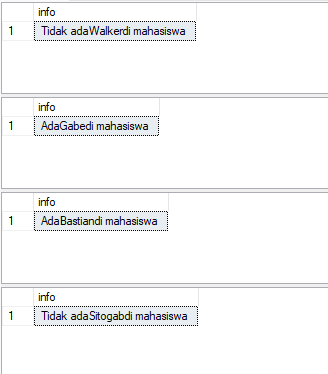 info
1 Tidak adaWalkerdi mahasiswa
info
1 AdaGabedi mahasiswa
info
1 AdaBastiandi mahasiswa
info
1 Tidak adaSitogabdi mahasiswa